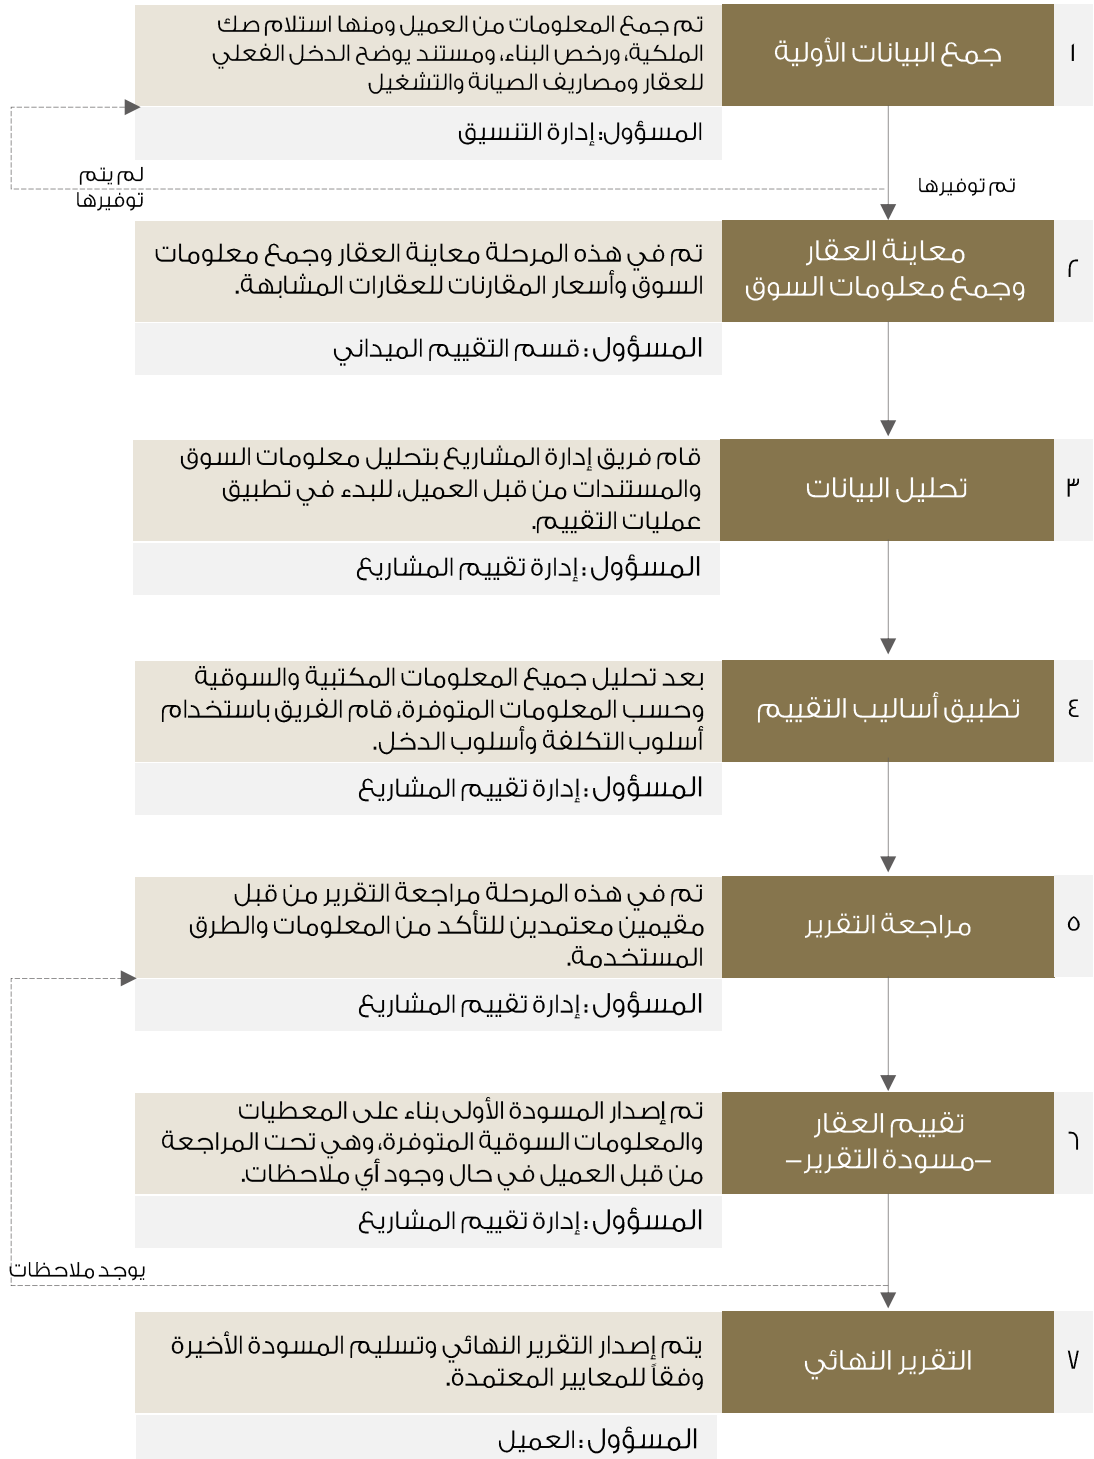 ١
جمع البيانات الأولية
تم جمع المعلومات من العميل ومنها استلام صك
الملكية، ورخص البناء، ومستند يوضح الدخل الفعلي
للعقار ومصاريف الصيانة والتشغيل
المسؤول: إدارة التنسيق
تم توفيرها
لم يتم
توفيرها
٢
معاينة العقار
وجمع معلومات السوق
تم في هذه المرحلة معاينة العقار وجمع معلومات
السوق وأسعار المقارنات للعقارات المشابهة.
المسؤول : قسم التقييم الميداني
٣
تحليل البيانات
قام فريق إدارة المشاريع بتحليل معلومات السوق
والمستندات من قبل العميل، للبدء في تطبيق
عمليات التقييم.
المسؤول : إدارة تقييم المشاريع
٤
تطبيق أساليب التقييم
بعد تحليل جميع المعلومات المكتبية والسوقية
وحسب المعلومات المتوفرة، قام الفريق باستخدام
أسلوب التكلفة وأسلوب الدخل.
المسؤول : إدارة تقييم المشاريع
٥
مراجعة التقرير
تم في هذه المرحلة مراجعة التقرير من قبل
مقيمين معتمدين للتأكد من المعلومات والطرق
المستخدمة.
المسؤول : إدارة تقييم المشاريع
٦
تقييم العقار
–مسودة التقرير–
تم إصدار المسودة الأولى بناء على المعطيات
والمعلومات السوقية المتوفرة، وهي تحت المراجعة
من قبل العميل في حال وجود أي ملاحظات.
المسؤول : إدارة تقييم المشاريع
يوجد ملاحظات
٧
التقرير النهائي
يتم إصدار التقرير النهائي وتسليم المسودة الأخيرة
وفقاً للمعايير المعتمدة.
المسؤول : العميل